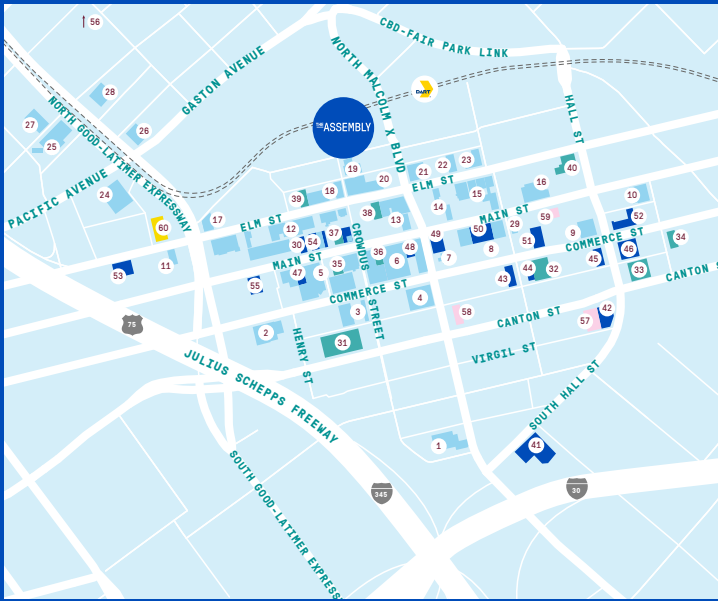 56
CBD-FAIR PARK LINK
NORTH MALCOLM X BLVD
GASTON AVENUE
28
DART
HALL ST
27
NORTH GOOD-LATIMER EXPRESSWAY
26
THE ASSEMBLY
25
19
21
22
23
40
20
ELM ST
16
24
PACIFIC AVENUE
39
18
15
10
14
38
17
ELM ST
13
MAIN ST
59
52
60
12
37
CROWDUS STREET
29
30
54
49
50
51
9
COMMERCE ST
34
48
8
46
11
MAIN ST
35
36
6
7
45
53
47
5
44
32
33
CANTON S
43
55
COMMERCE ST
4
3
58
42
75
2
HENRY ST
CANTON ST
57
31
JULIUS SCHEPPS FREEWAY
VIRGIL ST
SOUTH HALL ST
1
41
SOUTH GOOD-LATIMER EXPRESS
345
30